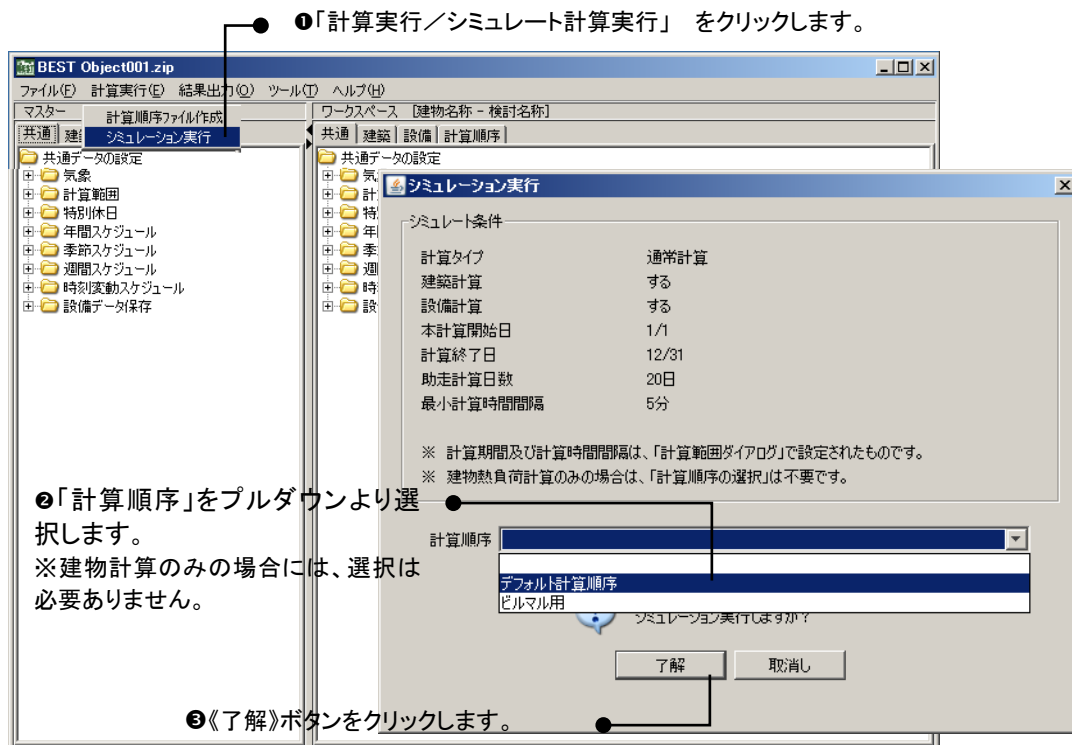 ❶「計算実行／シミュレート計算実行」 をクリックします。
BEST Object001.zip
ファイル(F) 計算実行(E) 結果出力(O) ツール(T) ヘルプ(H)
マスター
計算順序ファイル作成
シミュレーション実行
共通
ワークスペース [建物名称 - 検討名称]
共通 建築 設備 計算順序
共通データの設定
気象
計算範囲
特別休日
年間スケジュール
季節スケジュール
週間スケジュール
時刻変動スケジュール
設備データ保存
共通データの設定
シミュレーション実行
シミュレート条件
計算タイプ 通常計算
建築計算 する
設備計算 する
本計算開始日 1/1
計算終了日 12/31
助走計算日数 20日
最小計算時間間隔 5分
※ 計算期間及び計算時間間隔は、「計算範囲ダイアログ」で設定されたものです。
※ 建物熱負荷計算のみの場合は、「計算順序の選択」は不要です。
❷「計算順序」をプルダウンより選
択します。
※建物計算のみの場合には、選択は
必要ありません。
計算順序
デフォルト計算順序
ビルマル用
シミュレーション実行しますか？
了解 取消し
❸《了解》ボタンをクリックします。